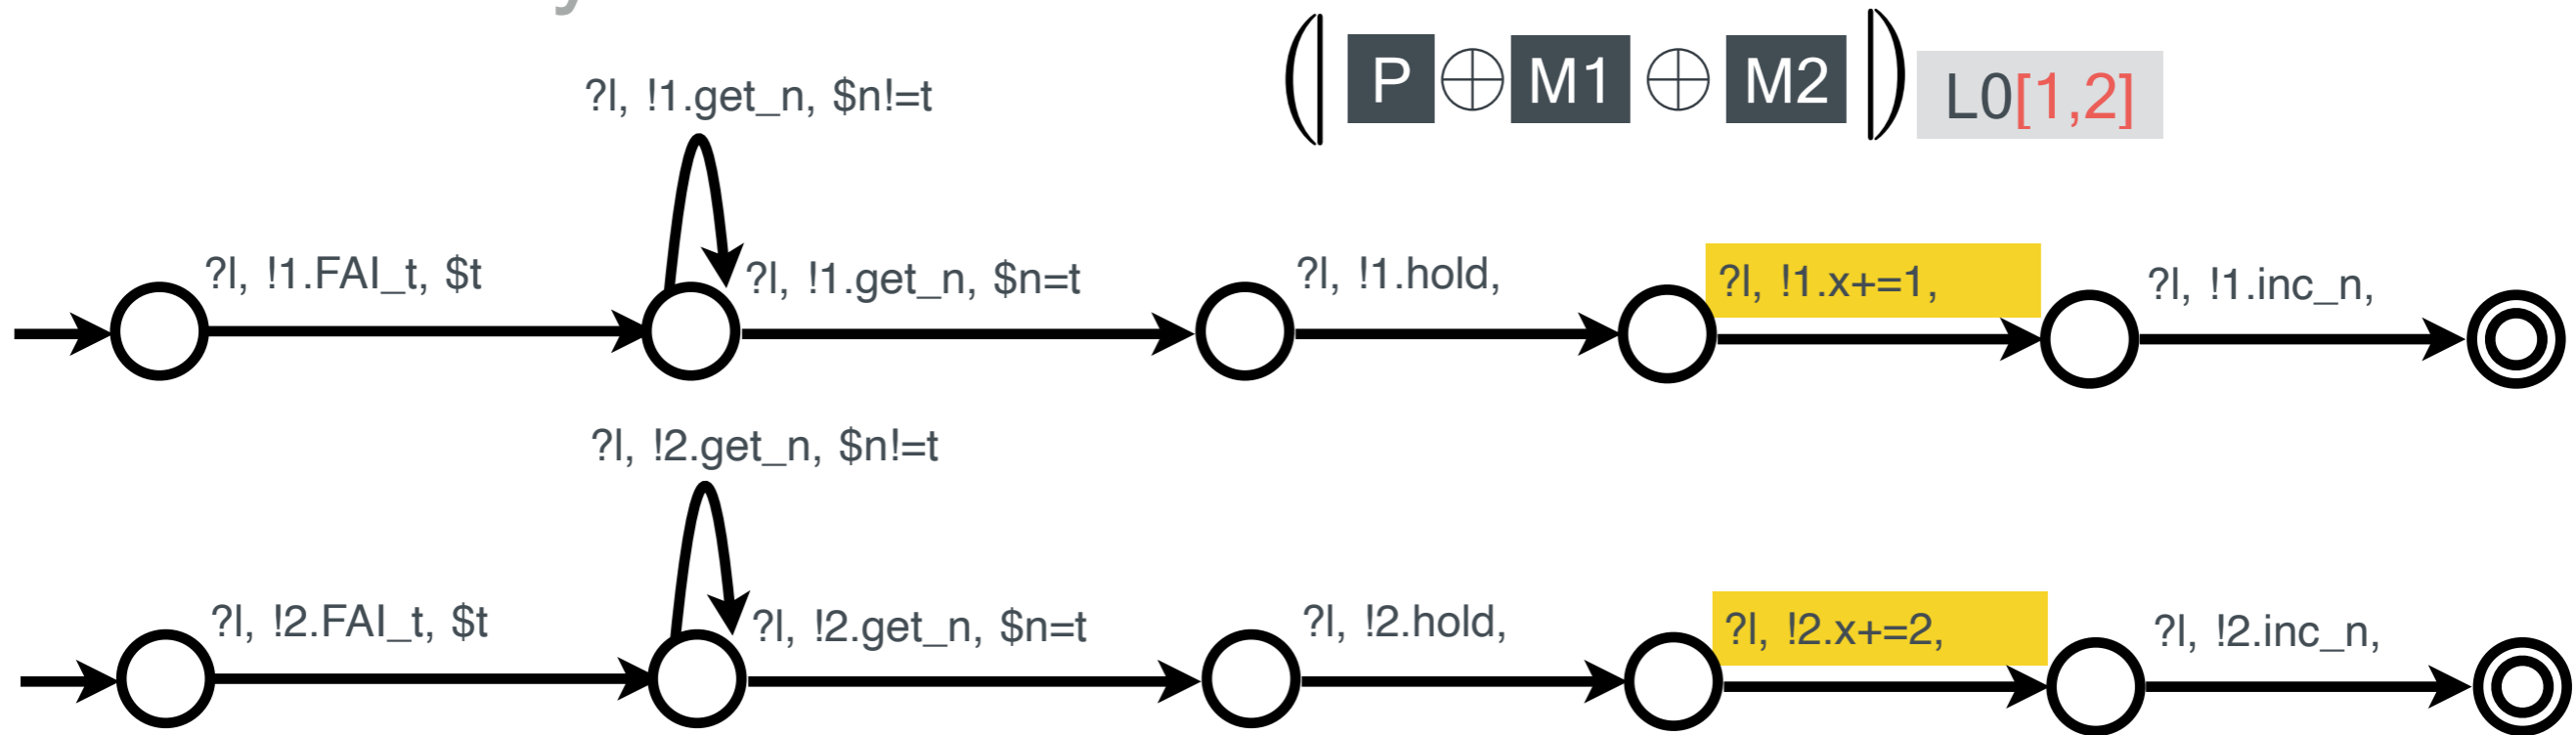 P ⊕ M1 ⊕ M2 L0[1,2]
?l, !1.get_n, $n!=t
?l, !1.FAI_t, $t
?l, !1.get_n, $n=t
?l, !1.hold,
?l, !1.x+=1,
?l, !1.inc_n,
?l, !2.get_n, $n!=t
?l, !2.FAI_t, $t
?l, !2.get_n, $n=t
?l, !2.hold,
?l, !2.x+=2,
?l, !2.inc_n,